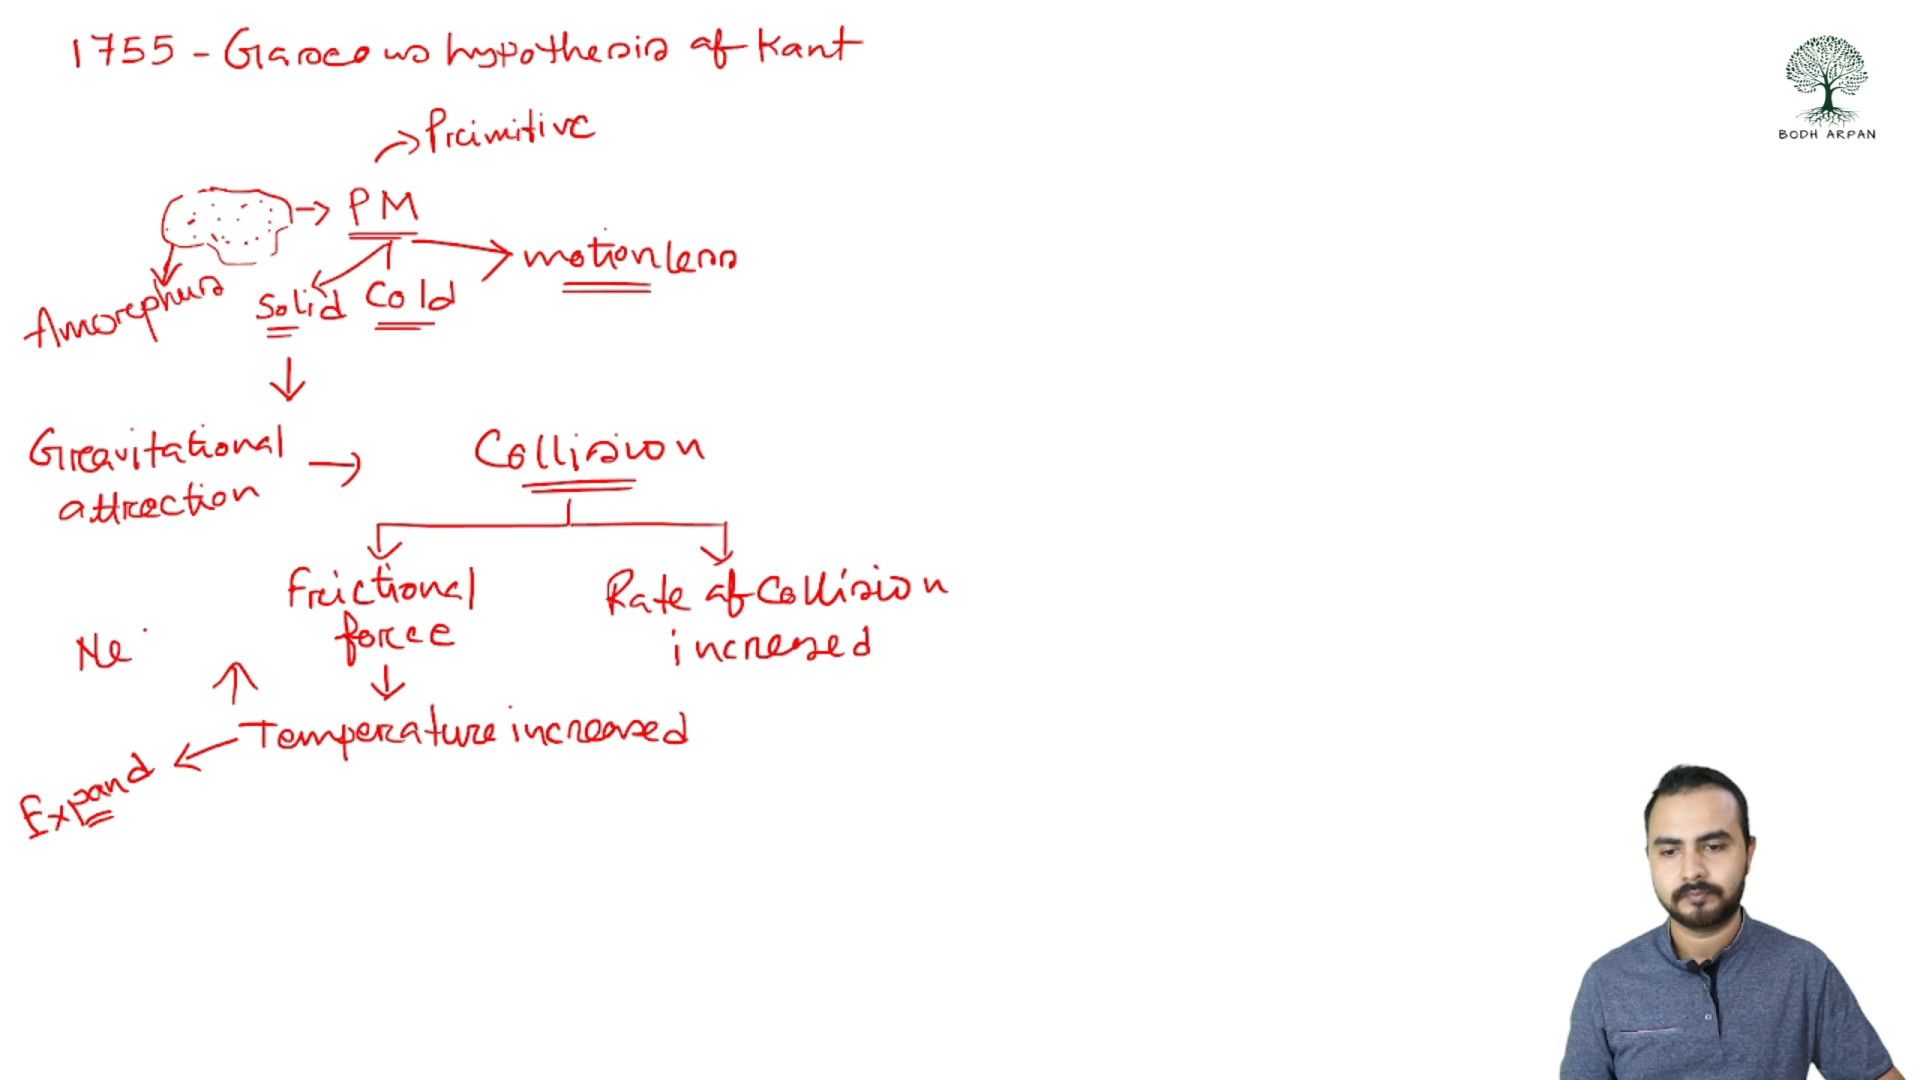 1755 - Gaseous hypothesis of Kant
Primitive
PM
motionless
Amorphus
Solid
Cold
Gravitational
attraction
Collision
Frictional
force
Rate of Collision
increased
Ne
Temperature increased
Expand
BODH ARPAN